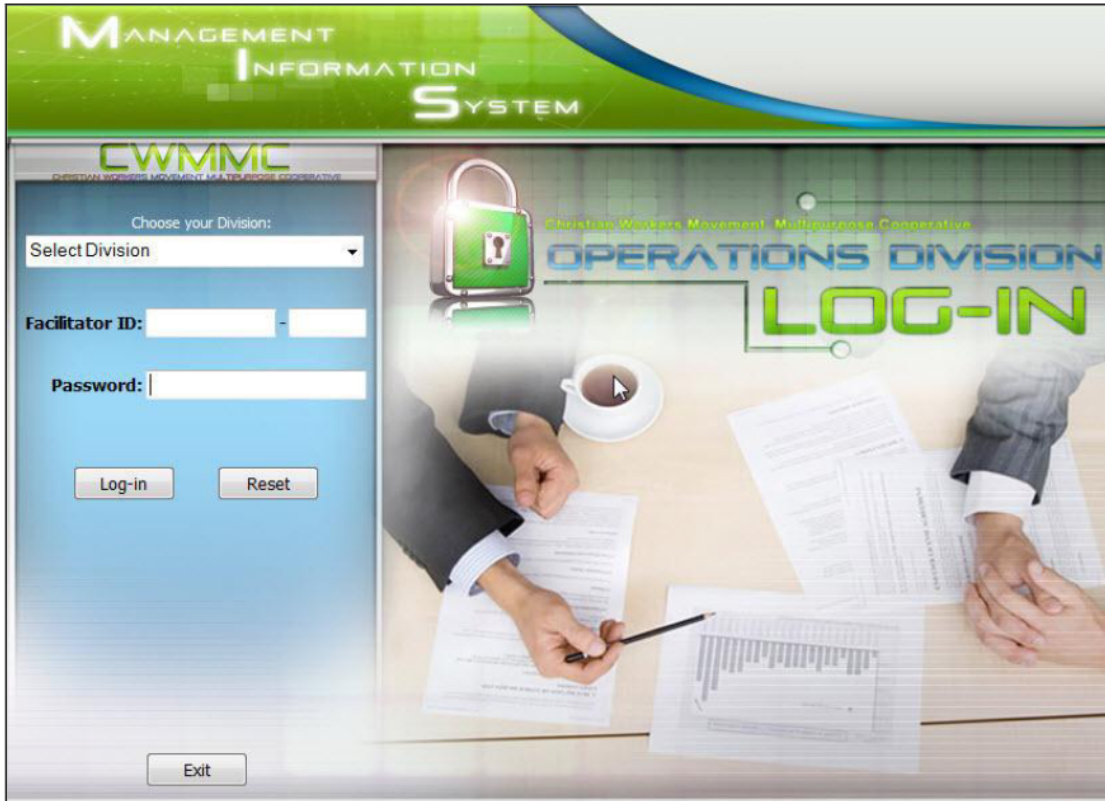 MANAGEMENT
INFORMATION
SYSTEM
CWMMC
CHRISTIAN WORKERS MOVEMENT MULTIPURPOSE COOPERATIVE
Choose your Division:
Select Division
Facilitator ID: -
Password:
Log-in Reset
Exit
Christian Workers Movement Multipurpose Cooperative
OPERATIONS DIVISION
LOG-IN